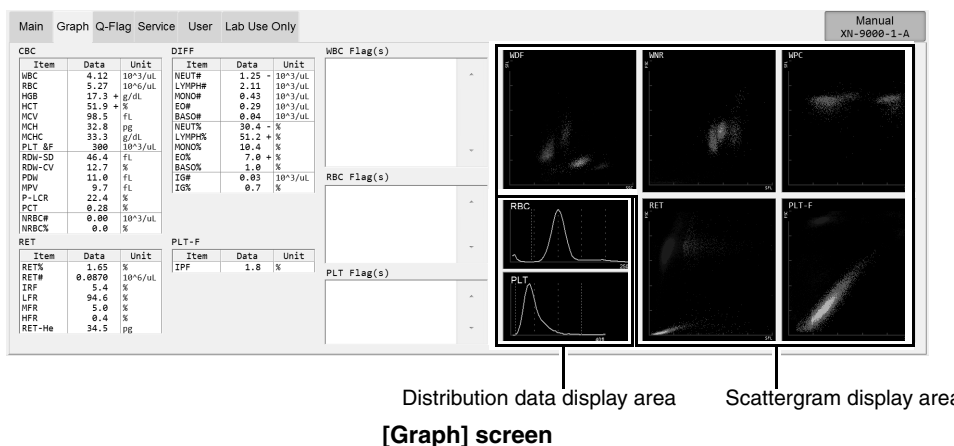 Main Graph Q-Flag Service User Lab Use Only
Manual
XN-9000-1-A
CBC
Item Data Unit
WBC 4.12 10^3/uL
RBC 5.27 10^6/uL
HGB 17.3 + g/dL
HCT 51.9 + %
MCV 98.5 fL
MCH 32.8 pg
MCHC 33.3 g/dL
PLT &F 300 10^3/uL
RDW-SD 46.4 fL
RDW-CV 12.7 %
PDW 11.0 fL
MPV 9.7 fL
P-LCR 22.4 %
PCT 0.28 %
NRBC# 0.00 10^3/uL
NRBC% 0.0 %
RET
Item Data Unit
RET% 1.65 %
RET# 0.0870 10^6/uL
IRF 5.4 %
LFR 94.6 %
MFR 5.0 %
HFR 0.4 %
RET-He 34.5 pg
DIFF
Item Data Unit
NEUT# 1.25 - 10^3/uL
LYMPH# 2.11 10^3/uL
MONO# 0.43 10^3/uL
EO# 0.29 10^3/uL
BASO# 0.04 10^3/uL
NEUT% 30.4 - %
LYMPH% 51.2 + %
MONO% 10.4 %
EO% 7.0 + %
BASO% 1.0 %
IG# 0.03 10^3/uL
IG% 0.7 %
PLT-F
Item Data Unit
IPF 1.8 %
WBC Flag(s)
RBC Flag(s)
PLT Flag(s)
WDF
WNR
WPC
SFL
RBC
PLT
RET
PLT-F
SFL
SFL
Distribution data display area
Scattergram display area
[Graph] screen